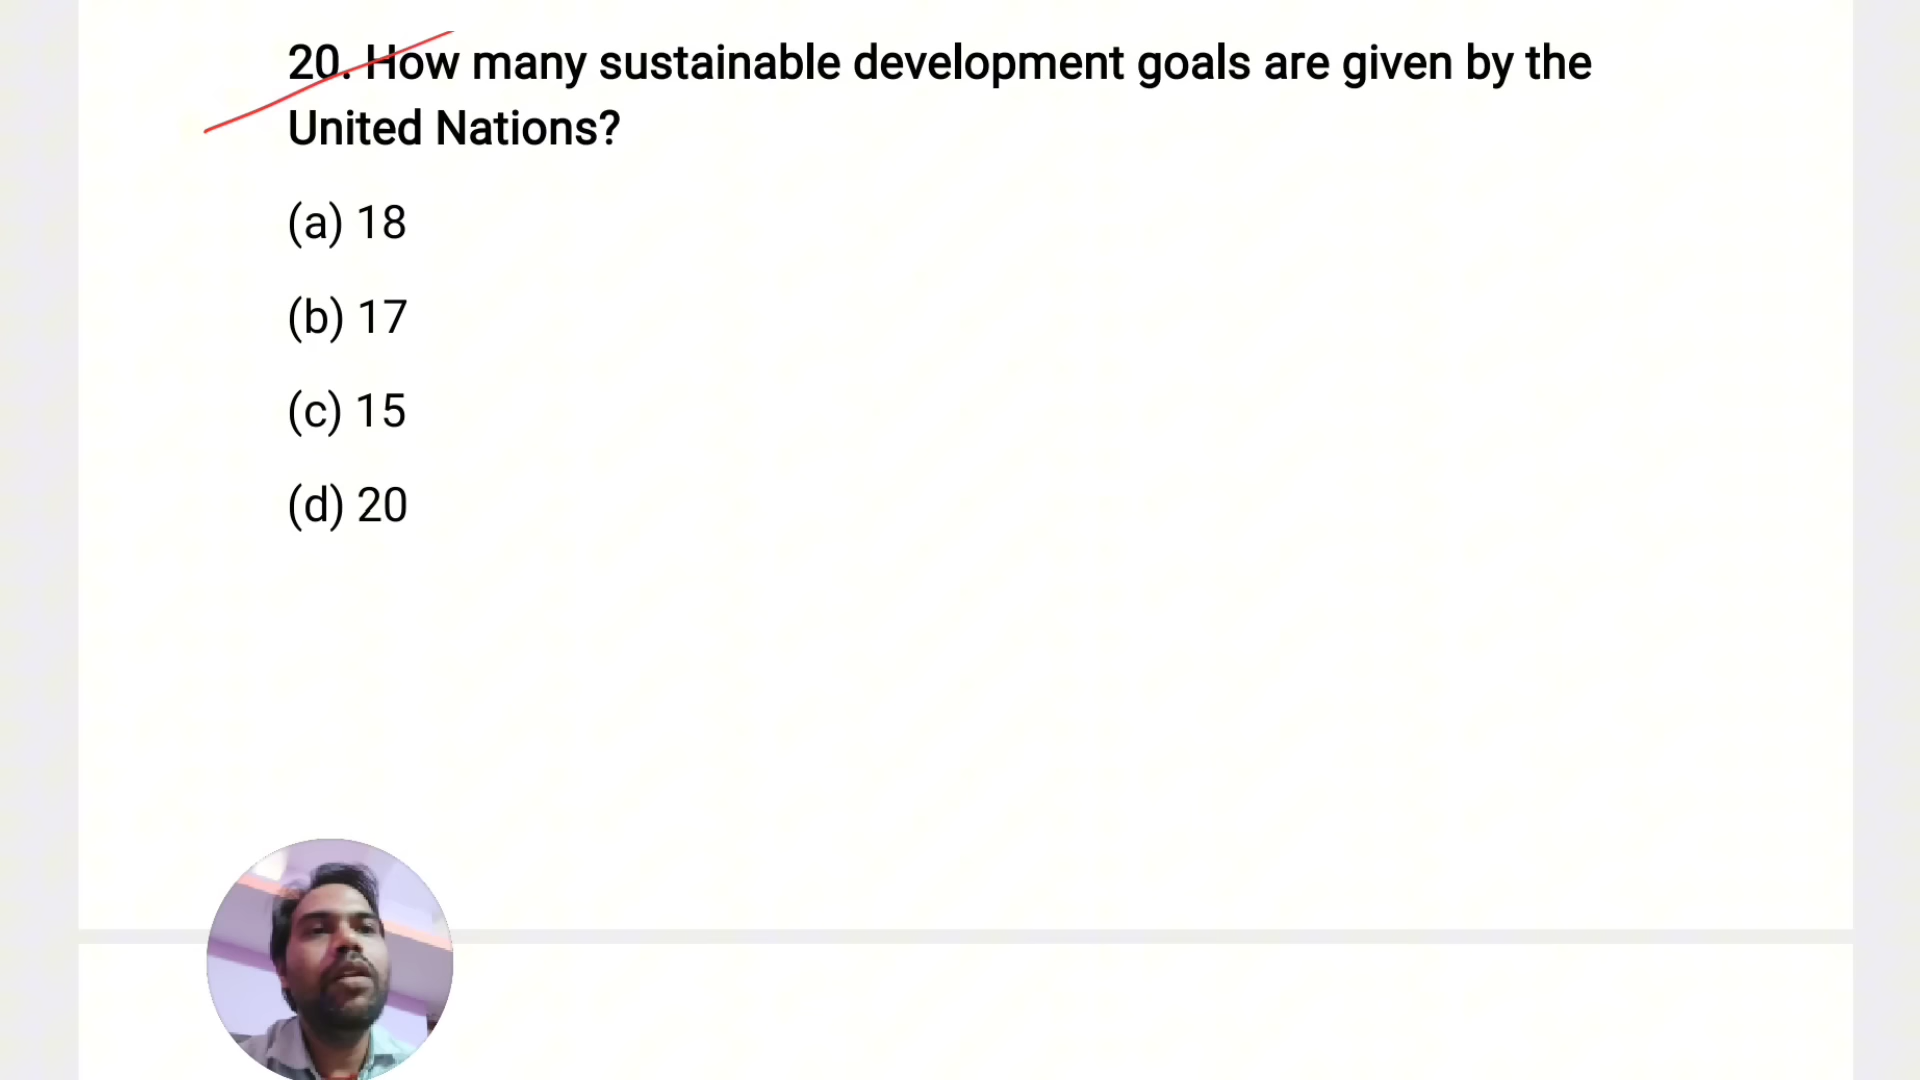 20. How many sustainable development goals are given by the
United Nations?
(a) 18
(b) 17
(c) 15
(d) 20